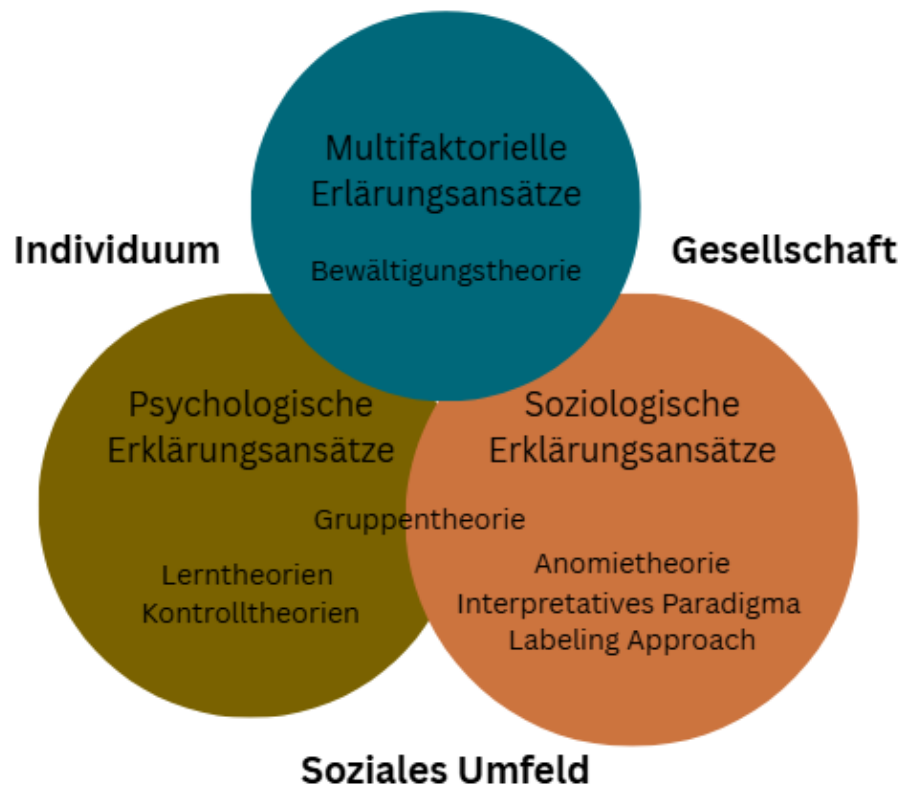 Multifaktorielle
Erlärungsansätze
Individuum
Gesellschaft
Bewältigungstheorie
Psychologische
Erklärungsansätze
Soziologische
Erklärungsansätze
Gruppentheorie
Lerntheorien
Kontrolltheorien
Anomietheorie
Interpretatives Paradigma
Labeling Approach
Soziales Umfeld